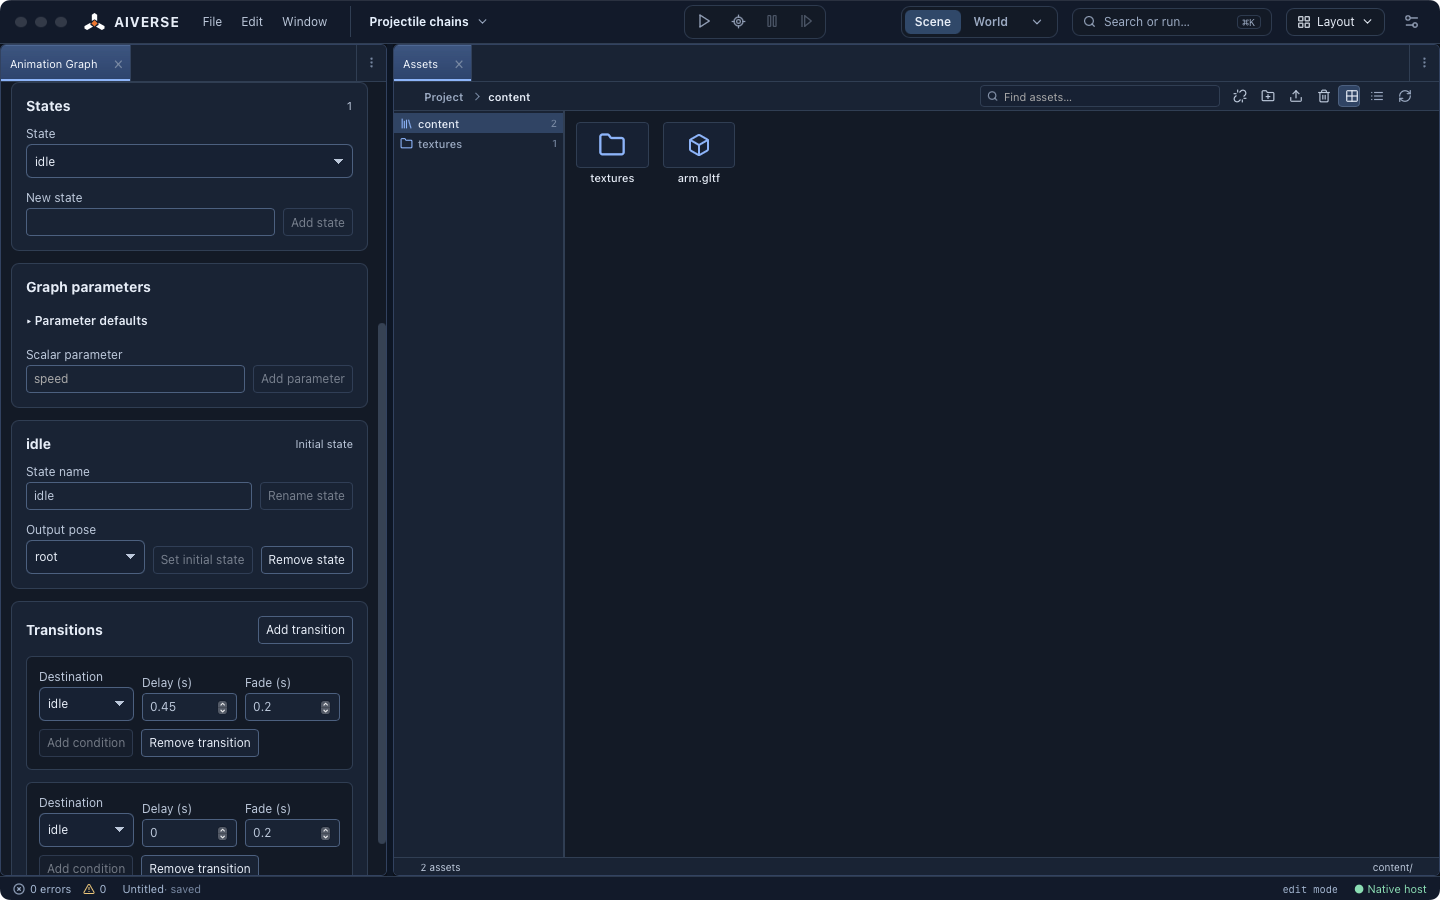 AIVERSE File Edit Window Projectile chains Scene World Search or run... ⌘K Layout
Animation Graph
Assets
States 1
State
idle
New state
Add state
Graph parameters
Parameter defaults
Scalar parameter
speed Add parameter
idle Initial state
State name
idle Rename state
Output pose
root Set initial state Remove state
Transitions Add transition
Destination Delay (s) Fade (s)
idle 0.45 0.2
Add condition Remove transition
Destination Delay (s) Fade (s)
idle 0 0.2
Add condition Remove transition
Project > content Find assets...
content 2
textures 1
textures arm.gltf
2 assets content/
0 errors 0 Untitled · saved edit mode Native host